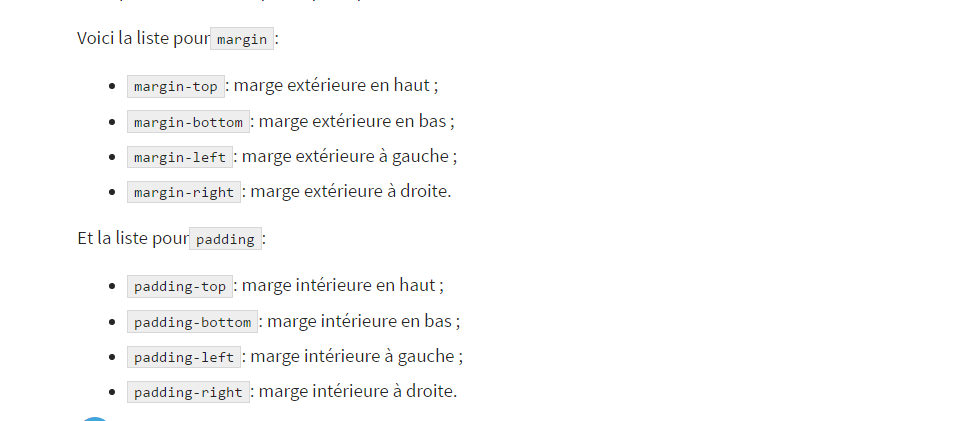 Voici la liste pour margin :
margin-top : marge extérieure en haut ;
margin-bottom : marge extérieure en bas ;
margin-left : marge extérieure à gauche ;
margin-right : marge extérieure à droite.
Et la liste pour padding :
padding-top : marge intérieure en haut ;
padding-bottom : marge intérieure en bas ;
padding-left : marge intérieure à gauche ;
padding-right : marge intérieure à droite.